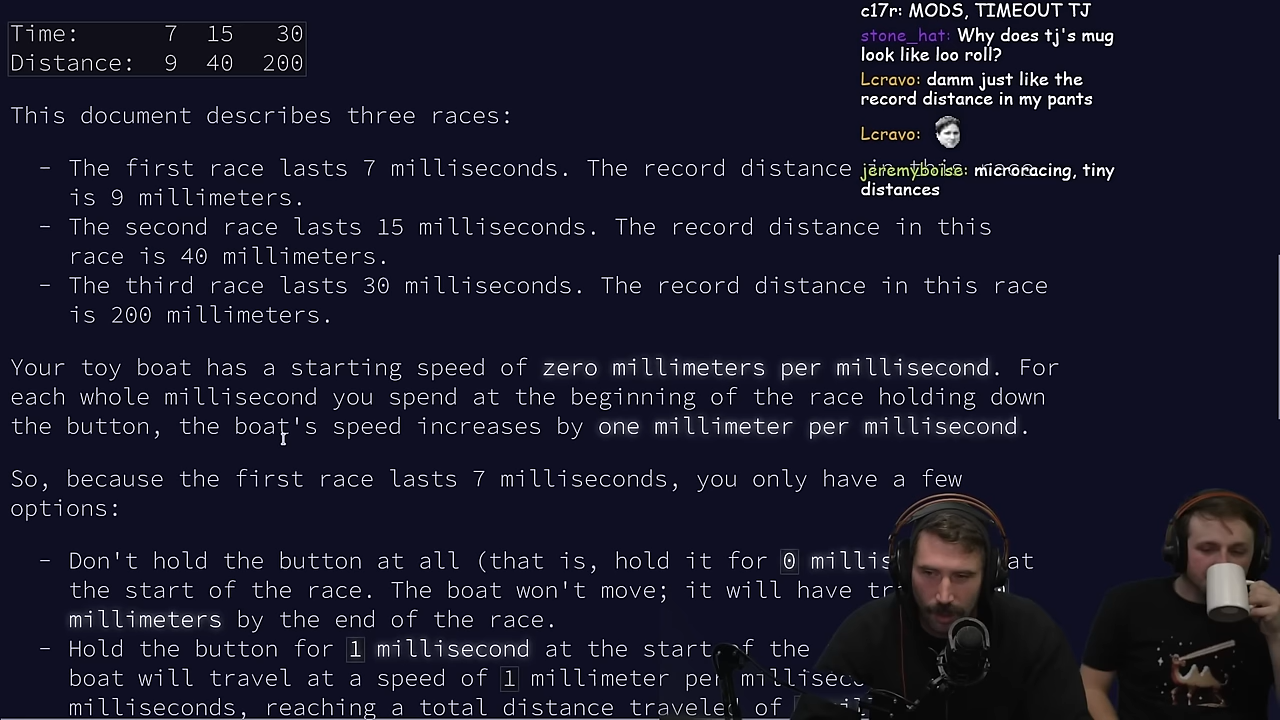 Time: 7 15 30
Distance: 9 40 200
This document describes three races:
- The first race lasts 7 milliseconds. The record distance in this race
is 9 millimeters.
- The second race lasts 15 milliseconds. The record distance in this
race is 40 millimeters.
- The third race lasts 30 milliseconds. The record distance in this race
is 200 millimeters.
Your toy boat has a starting speed of zero millimeters per millisecond. For
each whole millisecond you spend at the beginning of the race holding down
the button, the boat's speed increases by one millimeter per millisecond.
So, because the first race lasts 7 milliseconds, you only have a few
options:
- Don't hold the button at all (that is, hold it for 0 at
the start of the race. The boat won't move; it will have
millimeters by the end of the race.
- Hold the button for 1 millisecond at the start of the
boat will travel at a speed of 1 millimeter per
milliseconds, reaching a total distance traveled of
c17r: MODS, TIMEOUT TJ
stone_hat: Why does tj's mug
look like loo roll?
Lcravo: damm just like the
record distance in my pants
Lcravo:
jeremyboise: microracing, tiny
distances